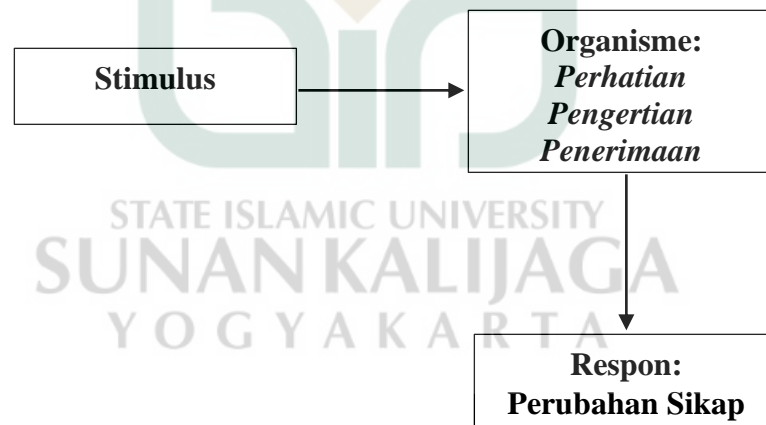 Stimulus
Organisme:
Perhatian
Pengertian
Penerimaan
STATE ISLAMIC UNIVERSITY
SUNAN KALIJAGA
YOGYAKARTA
Respon:
Perubahan Sikap